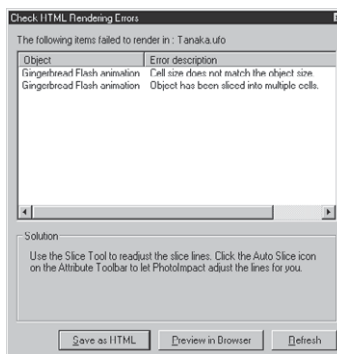 Check HTML Rendering Errors
The following items failed to render in : Tanaka.ufo
Object Error description
Gingerbread Flash animation Cell size does not match the object size.
Gingerbread Flash animation Object has been sliced into multiple cells.
Solution
Use the Slice Tool to readjust the slice lines. Click the Auto Slice icon
on the Attribute Toolbar to let PhotoImpact adjust the lines for you.
Save as HTML Preview in Browser Refresh